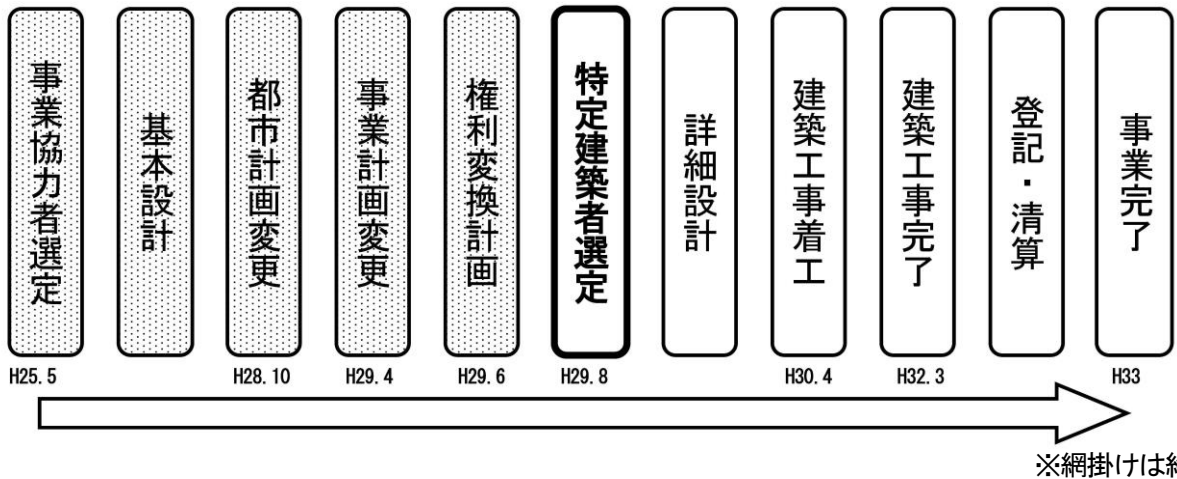 事業協力者選定
基本設計
都市計画変更
事業計画変更
権利変換計画
特定建築者選定
詳細設計
建築工事着工
建築工事完了
登記・清算
事業完了
H25.5
H28.10
H29.4
H29.6
H29.8
H30.4
H32.3
H33
※網掛けは